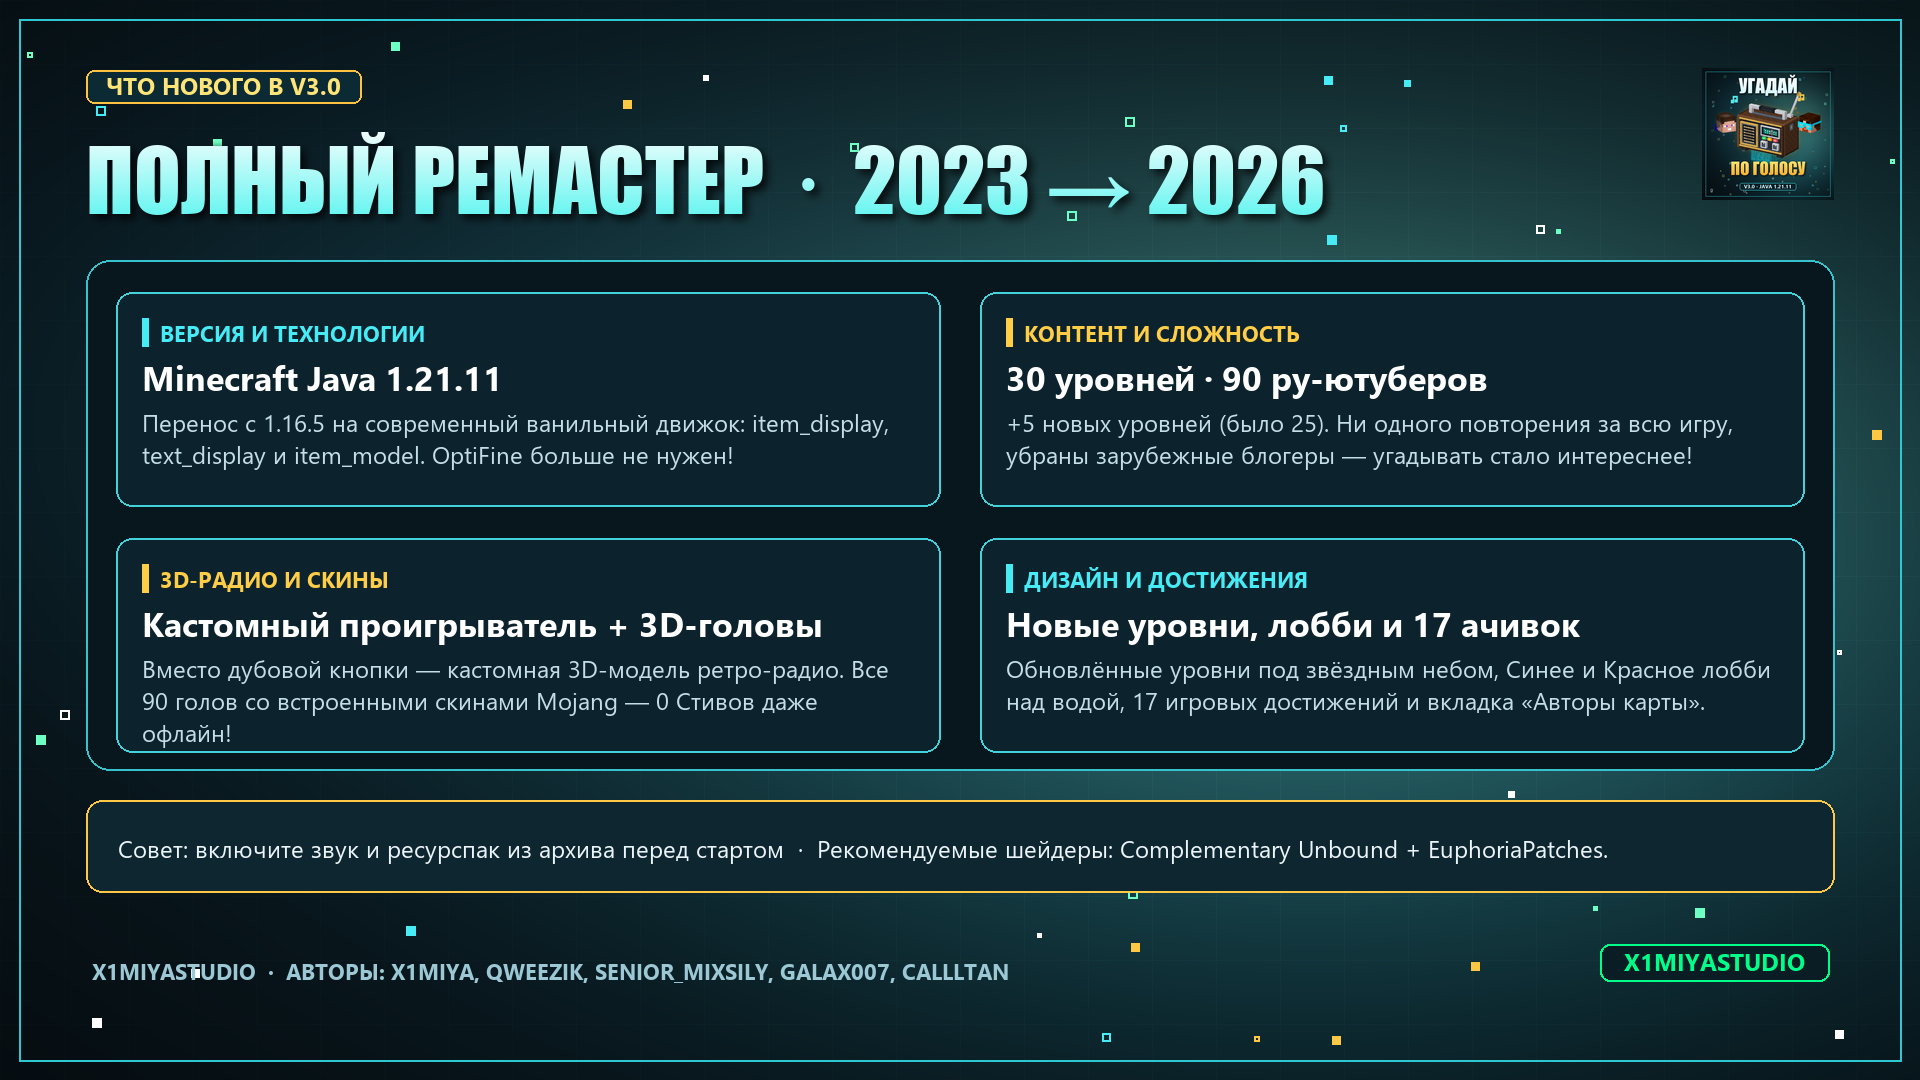 ЧТО НОВОГО В V3.0
ПОЛНЫЙ РЕМАСТЕР · 2023 → 2026
УГАДАЙ
ПО ГОЛОСУ
V3.0 · JAVA 1.21.11
ВЕРСИЯ И ТЕХНОЛОГИИ
Minecraft Java 1.21.11
Перенос с 1.16.5 на современный ванильный движок: item_display,
text_display и item_model. OptiFine больше не нужен!
КОНТЕНТ И СЛОЖНОСТЬ
30 уровней · 90 ру-ютуберов
+5 новых уровней (было 25). Ни одного повторения за всю игру,
убраны зарубежные блогеры — угадывать стало интереснее!
3D-РАДИО И СКИНЫ
Кастомный проигрыватель + 3D-головы
Вместо дубовой кнопки — кастомная 3D-модель ретро-радио. Все
90 голов со встроенными скинами Mojang — 0 Стивов даже
офлайн!
ДИЗАЙН И ДОСТИЖЕНИЯ
Новые уровни, лобби и 17 ачивок
Обновлённые уровни под звёздным небом, Синее и Красное лобби
над водой, 17 игровых достижений и вкладка «Авторы карты».
Совет: включите звук и ресурспак из архива перед стартом · Рекомендуемые шейдеры: Complementary Unbound + EuphoriaPatches.
X1MIYASTUDIO · АВТОРЫ: X1MIYA, QWEEZIK, SENIOR_MIXSILY, GALAX007, CALLLTAN
X1MIYASTUDIO